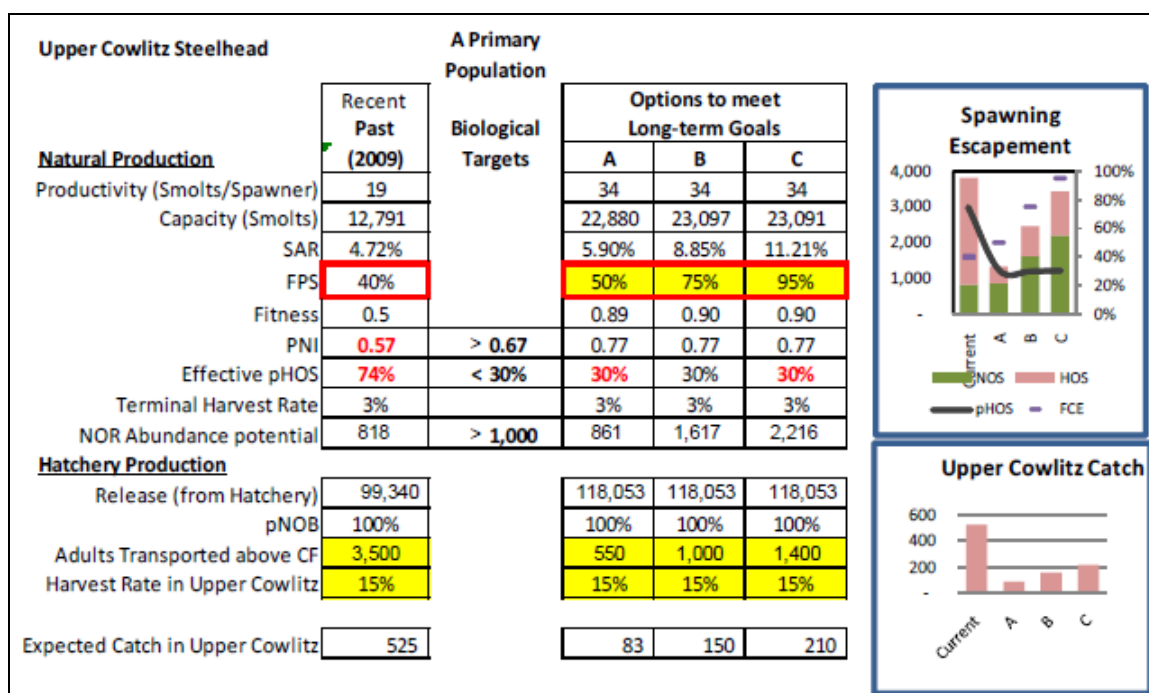 Upper Cowlitz Steelhead
A Primary
Population
Recent
Past
(2009)
Biological
Targets
Options to meet
Long-term Goals
Natural Production A B C
Productivity (Smolts/Spawner) 19 34 34 34
Capacity (Smolts) 12,791 22,880 23,097 23,091
SAR 4.72% 5.90% 8.85% 11.21%
FPS 40% 50% 75% 95%
Fitness 0.5 0.89 0.90 0.90
PNI 0.57 > 0.67 0.77 0.77 0.77
Effective pHOS 74% < 30% 30% 30% 30%
Terminal Harvest Rate 3% 3% 3% 3%
NOR Abundance potential 818 > 1,000 861 1,617 2,216
Hatchery Production
Release (from Hatchery) 99,340 118,053 118,053 118,053
pNOB 100% 100% 100% 100%
Adults Transported above CF 3,500 550 1,000 1,400
Harvest Rate in Upper Cowlitz 15% 15% 15% 15%
Expected Catch in Upper Cowlitz 525 83 150 210
Spawning
Escapement
4,000 100%
3,000 80%
2,000 60%
1,000 40%
- 20%
0%
Current A B C
NOS HOS
pHOS FCE
Upper Cowlitz Catch
600
400
200
-
Current A B C